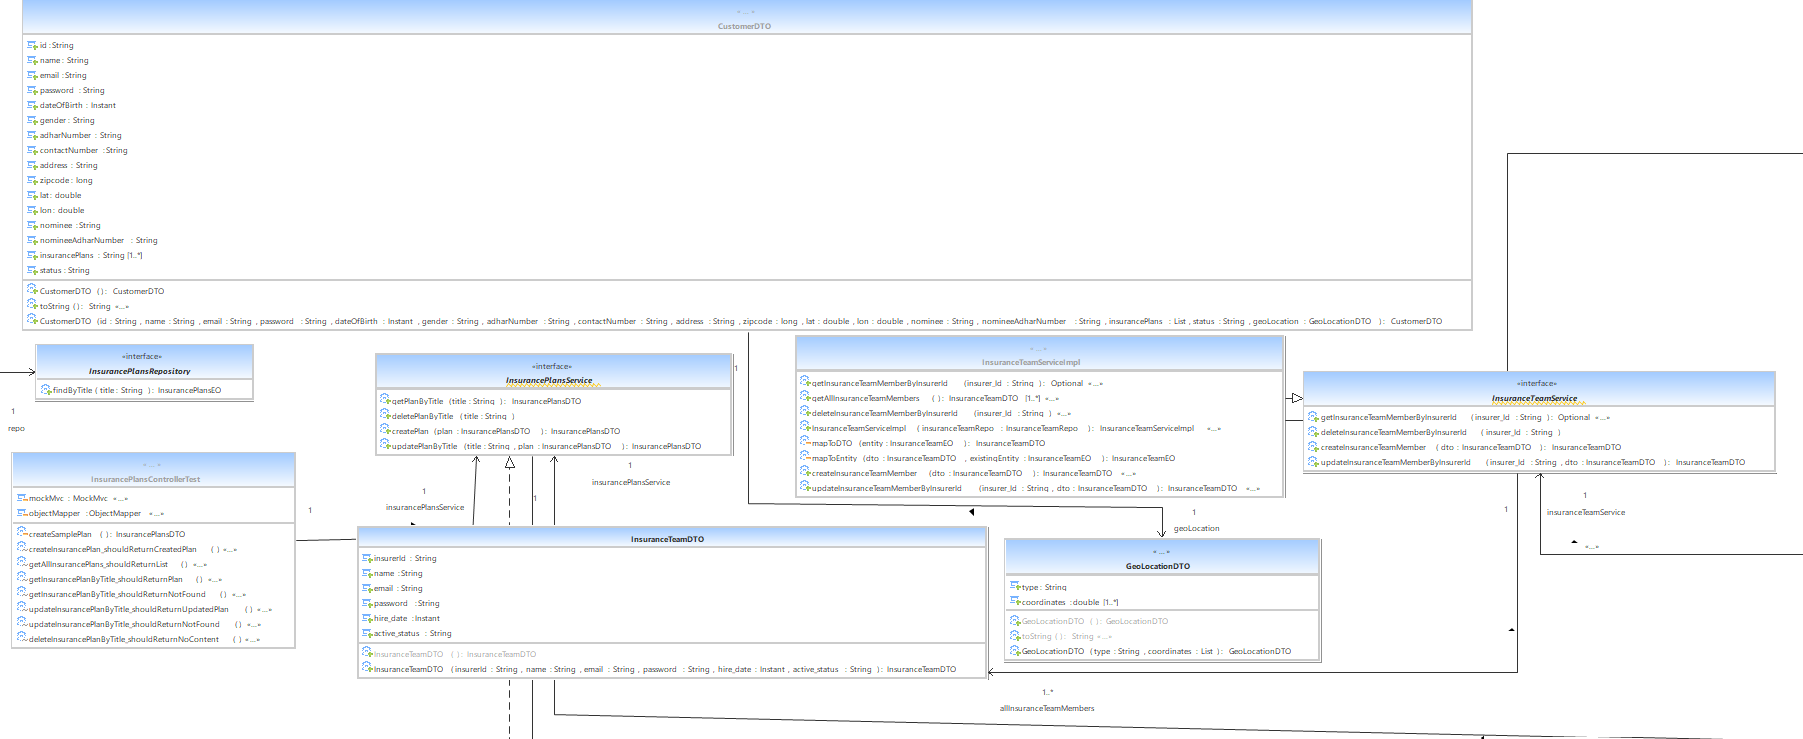 «...»
CustomerDTO
id : String
name : String
email : String
password : String
dateOfBirth : Instant
gender : String
adharNumber : String
contactNumber : String
address : String
zipcode : long
lat : double
lon : double
nominee : String
nomineeAdharNumber : String
insurancePlans : String [1..*]
status : String
CustomerDTO ( ) : CustomerDTO
toString ( ) : String «...»
CustomerDTO ( id : String , name : String , email : String , password : String , dateOfBirth : Instant , gender : String , adharNumber : String , contactNumber : String , address : String , zipcode : long , lat : double , lon : double , nominee : String , nomineeAdharNumber : String , insurancePlans : List , status : String , geoLocation : GeoLocationDTO ) : CustomerDTO
«interface»
InsurancePlansRepository
findByTitle ( title : String ) : InsurancePlansEO
1
repo
«interface»
InsurancePlansService
getPlanByTitle ( title : String ) : InsurancePlansDTO
deletePlanByTitle ( title : String )
createPlan ( plan : InsurancePlansDTO ) : InsurancePlansDTO
updatePlanByTitle ( title : String , plan : InsurancePlansDTO ) : InsurancePlansDTO
1
«...»
InsuranceTeamServiceImpl
getInsuranceTeamMemberByInsurerId ( insurer_Id : String ) : Optional «...»
getAllInsuranceTeamMembers ( ) : InsuranceTeamDTO [1..*] «...»
deleteInsuranceTeamMemberByInsurerId ( insurer_Id : String ) «...»
InsuranceTeamServiceImpl ( insuranceTeamRepo : InsuranceTeamRepo ) : InsuranceTeamServiceImpl «...»
mapToDTO ( entity : InsuranceTeamEO ) : InsuranceTeamDTO
mapToEntity ( dto : InsuranceTeamDTO , existingEntity : InsuranceTeamEO ) : InsuranceTeamEO
createInsuranceTeamMember ( dto : InsuranceTeamDTO ) : InsuranceTeamDTO «...»
updateInsuranceTeamMemberByInsurerId ( insurer_Id : String , dto : InsuranceTeamDTO ) : InsuranceTeamDTO «...»
«interface»
InsuranceTeamService
getInsuranceTeamMemberByInsurerId ( insurer_Id : String ) : Optional «...»
deleteInsuranceTeamMemberByInsurerId ( insurer_Id : String )
createInsuranceTeamMember ( dto : InsuranceTeamDTO ) : InsuranceTeamDTO
updateInsuranceTeamMemberByInsurerId ( insurer_Id : String , dto : InsuranceTeamDTO ) : InsuranceTeamDTO
«...»
InsurancePlansControllerTest
mockMvc : MockMvc «...»
objectMapper : ObjectMapper «...»
createSamplePlan ( ) : InsurancePlansDTO
createInsurancePlan_shouldReturnCreatedPlan ( ) «...»
getAllInsurancePlans_shouldReturnList ( ) «...»
getInsurancePlanByTitle_shouldReturnPlan ( ) «...»
getInsurancePlanByTitle_shouldReturnNotFound ( ) «...»
updateInsurancePlanByTitle_shouldReturnUpdatedPlan ( ) «...»
updateInsurancePlanByTitle_shouldReturnNotFound ( ) «...»
deleteInsurancePlanByTitle_shouldReturnNoContent ( ) «...»
1
1
insurancePlansService
1
1
insurancePlansService
InsuranceTeamDTO
insurerId : String
name : String
email : String
password : String
hire_date : Instant
active_status : String
InsuranceTeamDTO ( ) : InsuranceTeamDTO
InsuranceTeamDTO ( insurerId : String , name : String , email : String , password : String , hire_date : Instant , active_status : String ) : InsuranceTeamDTO
1
geoLocation
«...»
GeoLocationDTO
type : String
coordinates : double [1..*]
GeoLocationDTO ( ) : GeoLocationDTO
toString ( ) : String «...»
GeoLocationDTO ( type : String , coordinates : List ) : GeoLocationDTO
1
1
insuranceTeamService
«...»
1..*
allInsuranceTeamMembers